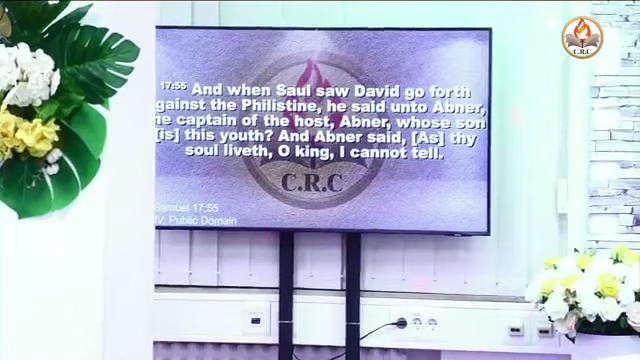 C.R.C
17:55 And when Saul saw David go forth
gainst the Philistine, he said unto Abner,
he captain of the host, Abner, whose son
[is] this youth? And Abner said, [As] thy
soul liveth, O king, I cannot tell.
C.R.C
Samuel 17:55
V, Public Domain